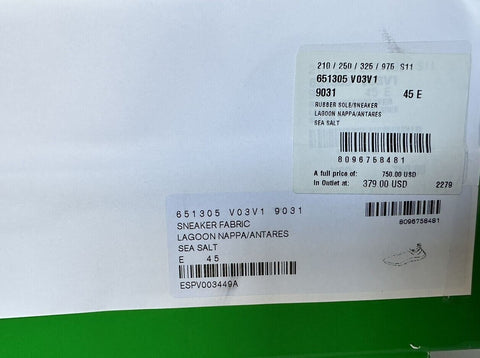 210 / 250 / 325 / 975 S11
651305 V03V1
9031 45 E
RUBBER SOLE/SNEAKER
LAGOON NAPPA/ANTARES
SEA SALT
8096758481
A full price of: 750.00 USD
In Outlet at: 379.00 USD 2279
651305 V03V1 9031
SNEAKER FABRIC
LAGOON NAPPA/ANTARES
SEA SALT
E 45
8096758481
ESPV003449A